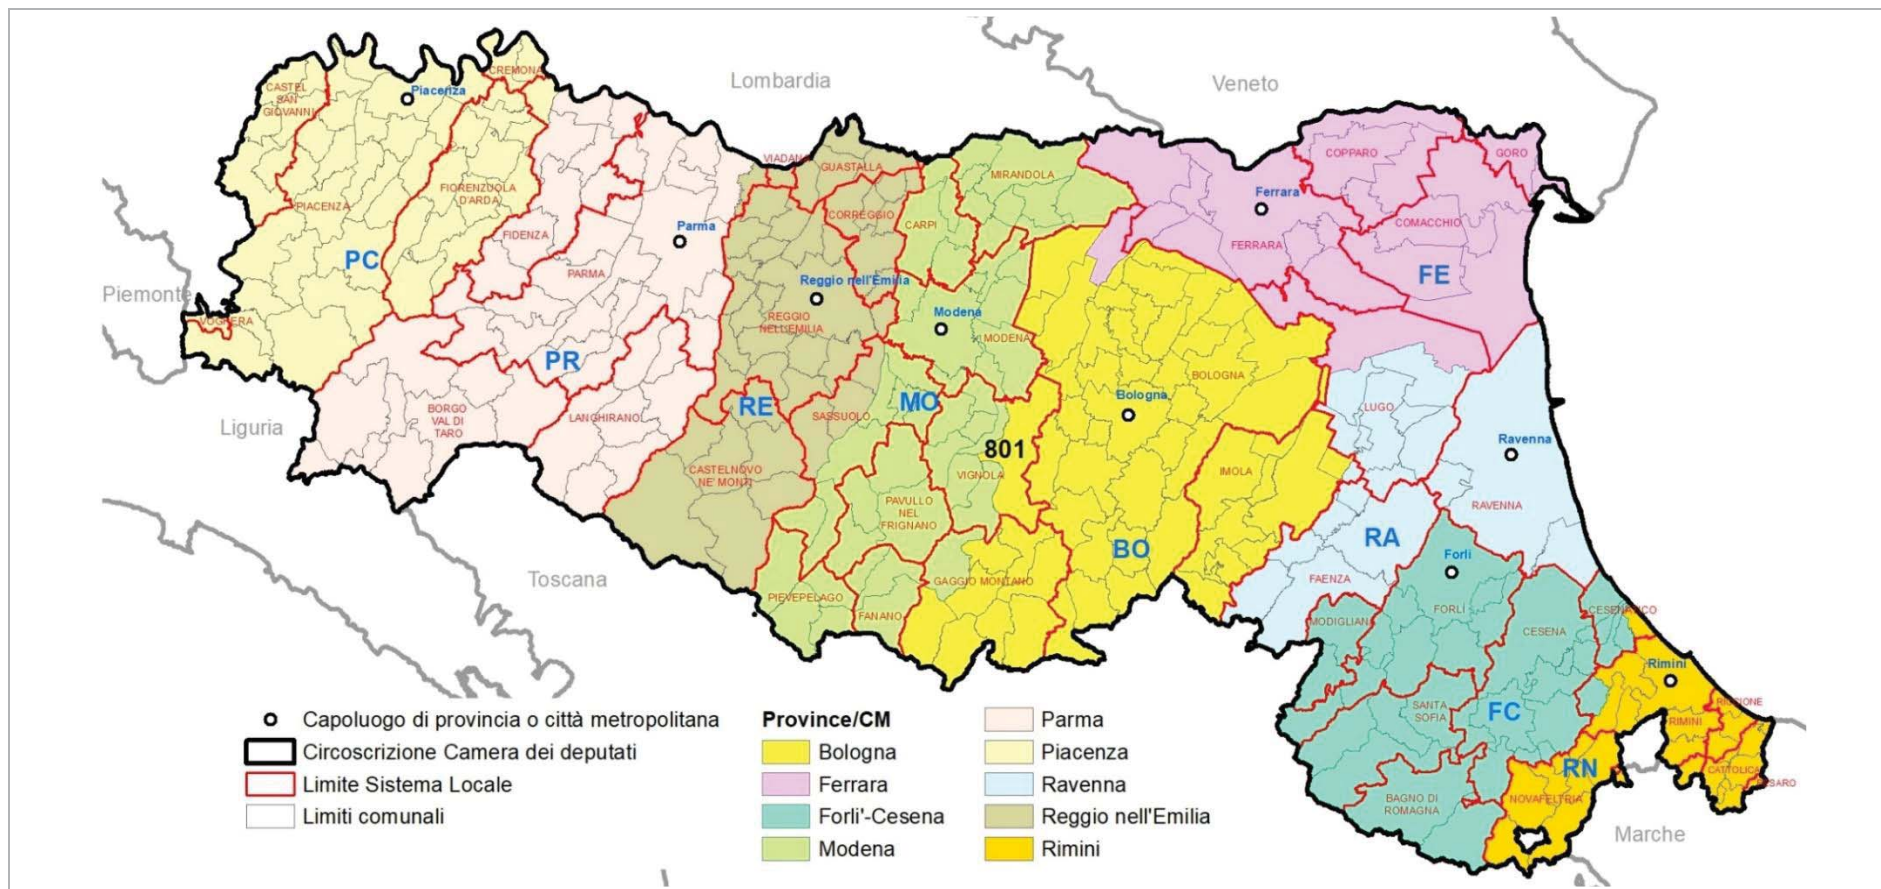 Lombardia
Veneto
Piemonte
Liguria
Toscana
Marche
CREMONA
CASTEL
SAN
GIOVANNI
Piacenza
PIACENZA
FIORENZUOLA
D'ARDA
PC
VOGHERA
FIDENZA
PARMA
Parma
PR
BORGO
VAL DI
TARO
LANGHIRANO
VIADANA
GUASTALLA
CORREGGIO
Reggio nell'Emilia
REGGIO
NELL'EMILIA
RE
CASTELNOVO
NE' MONTI
SASSUOLO
CARPI
MIRANDOLA
Modena
MODENA
MO
801
VIGNOLA
PAVULLO
NEL
FRIGNANO
PIEVEPELAGO
FANANO
GAGGIO MONTANO
BOLOGNA
Bologna
IMOLA
BO
COPPARO
GORO
Ferrara
FERRARA
COMACCHIO
FE
LUGO
Ravenna
RAVENNA
RA
FAENZA
Forlì
FORLÌ
MODIGLIANA
CESENA
CESENATICO
SANTA
SOFIA
FC
BAGNO DI
ROMAGNA
Rimini
RIMINI
RICCIONE
CATTOLICA
PESARO
RN
NOVAFELTRIA
Capoluogo di provincia o città metropolitana
Circoscrizione Camera dei deputati
Limite Sistema Locale
Limiti comunali
Province/CM
Bologna
Ferrara
Forli'-Cesena
Modena
Parma
Piacenza
Ravenna
Reggio nell'Emilia
Rimini